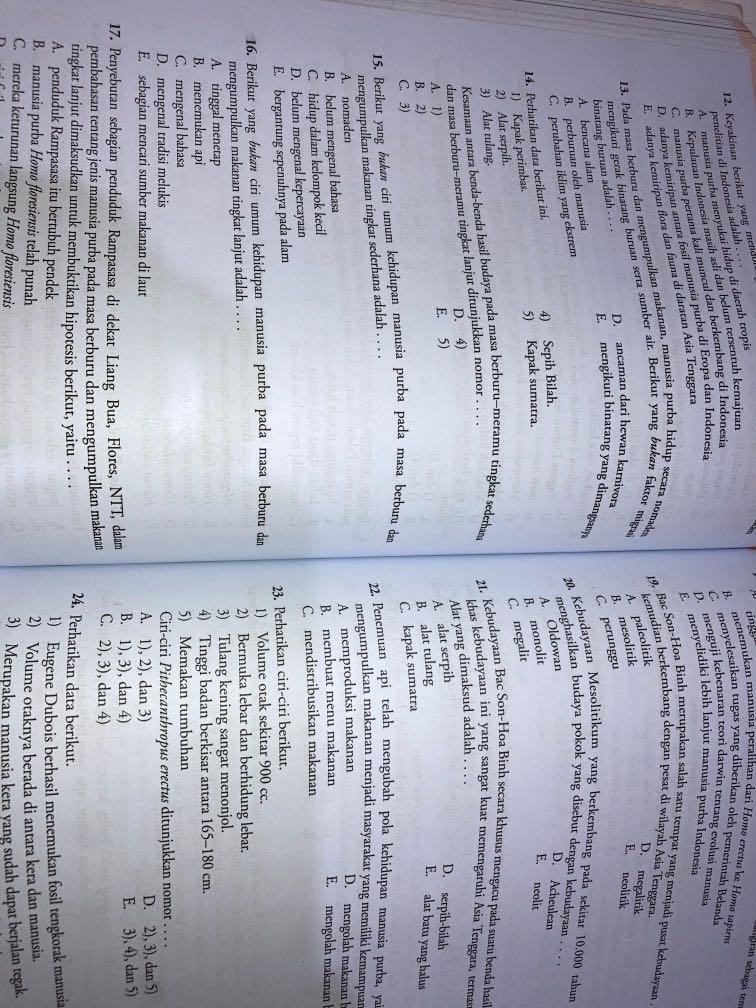 12. Keyakinan berikut yang
penelitian di Indonesia adalah . . . .
A. manusia purba menyukai hidup di daerah tropis
B. Kepulauan Indonesia masih asli dan belum tersentuh kemajuan
C. manusia purba pertama kali muncul dan berkembang di Indonesia
D. adanya kemiripan antara fosil manusia purba di Eropa dan Indonesia
E. adanya kemiripan flora dan fauna di daratan Asia Tenggara
13. Pada masa berburu dan mengumpulkan makanan, manusia purba hidup secara nomaden
mengikuti gerak binatang buruan serta sumber air. Berikut yang bukan faktor migrasi
binatang buruan adalah . . . .
A. bencana alam
B. perburuan oleh manusia
C. perubahan iklim yang ekstrem
D. ancaman dari hewan karnivora
E. mengikuti binatang yang dimangsanya
14. Perhatikan data berikut ini.
1) Kapak perimbas.
2) Alat serpih.
3) Alat tulang.
4) Sepih Bilah.
5) Kapak sumatra.
Kesamaan antara benda-benda hasil budaya pada masa berburu–meramu tingkat sederhana
dan masa berburu–meramu tingkat lanjut ditunjukkan nomor . . . .
A. 1)
B. 2)
C. 3)
D. 4)
E. 5)
15. Berikut yang bukan ciri umum kehidupan manusia purba pada masa berburu dan
mengumpulkan makanan tingkat sederhana adalah . . . .
A. nomaden
B. belum mengenal bahasa
C. hidup dalam kelompok kecil
D. belum mengenal kepercayaan
E. bergantung sepenuhnya pada alam
16. Berikut yang bukan ciri umum kehidupan manusia purba pada masa berburu dan
mengumpulkan makanan tingkat lanjut adalah . . . .
A. tinggal menetap
B. menemukan api
C. mengenal bahasa
D. mengenal tradisi melukis
E. sebagian mencari sumber makanan di laut
17. Penyebutan sebagian penduduk Rampasasa di dekat Liang Bua, Flores, NTT, dalam
pembahasan tentang jenis manusia purba pada masa berburu dan mengumpulkan makanan
tingkat lanjut dimaksudkan untuk membuktikan hipotesis berikut, yaitu . . . .
A. penduduk Rampasasa itu bertubuh pendek
B. manusia purba Homo floresiensis telah punah
C. mereka keturunan langsung Homo floresiensis
B. menemukan manusia peralihan dari Homo erectus ke Homo sapiens
C. menyelesaikan tugas yang diberikan oleh pemerintah Belanda
D. menguji kebenaran teori darwin tentang evolusi manusia
E. menyelidiki lebih lanjut manusia purba Indonesia
19. Bac Son-Hoa Binh merupakan salah satu tempat yang menjadi pusat kebudayaan
kemudian berkembang dengan pesat di wilayah Asia Tenggara.
A. paleolitik
B. mesolitik
C. perunggu
D. megalitik
E. neolitik
20. Kebudayaan Mesolitikum yang berkembang pada sekitar 10.000 tahun
menghasilkan budaya pokok yang disebut dengan kebudayaan . . . .
A. Oldowan
B. monolit
C. megalit
D. Acheulean
E. neolit
21. Kebudayaan Bac Son-Hoa Binh secara khusus mengacu pada suatu benda hasil
khas kebudayaan ini yang sangat kuat memengaruhi Asia Tenggara, termas
Alat yang dimaksud adalah . . . .
A. alat serpih
B. alat tulang
C. kapak sumatra
D. serpih-bilah
E. alat batu yang halus
22. Penemuan api telah mengubah pola kehidupan manusia purba, yai
mengumpulkan makanan menjadi masyarakat yang memiliki kemampuan
A. memproduksi makanan
B. membuat menu makanan
C. mendistribusikan makanan
D. mengolah makanan b
E. mengolah makanan
23. Perhatikan ciri-ciri berikut.
1) Volume otak sekitar 900 cc.
2) Bermuka lebar dan berhidung lebar.
3) Tulang kening sangat menonjol.
4) Tinggi badan berkisar antara 165–180 cm.
5) Memakan tumbuhan
Ciri-ciri Pithecanthropus erectus ditunjukkan nomor . . . .
A. 1), 2), dan 3)
B. 1), 3), dan 4)
C. 2), 3), dan 4)
D. 2), 3), dan 5)
E. 3), 4), dan 5)
24. Perhatikan data berikut.
1) Eugene Dubois berhasil menemukan fosil tengkorak manusia
2) Volume otaknya berada di antara kera dan manusia.
3) Merupakan manusia kera yang sudah dapat berjalan tegak.